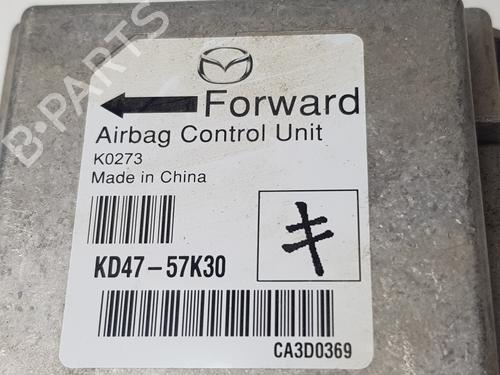 B-PARTS
Forward
Airbag Control Unit
K0273
Made in China
KD47-57K30
キ
CA3D0369